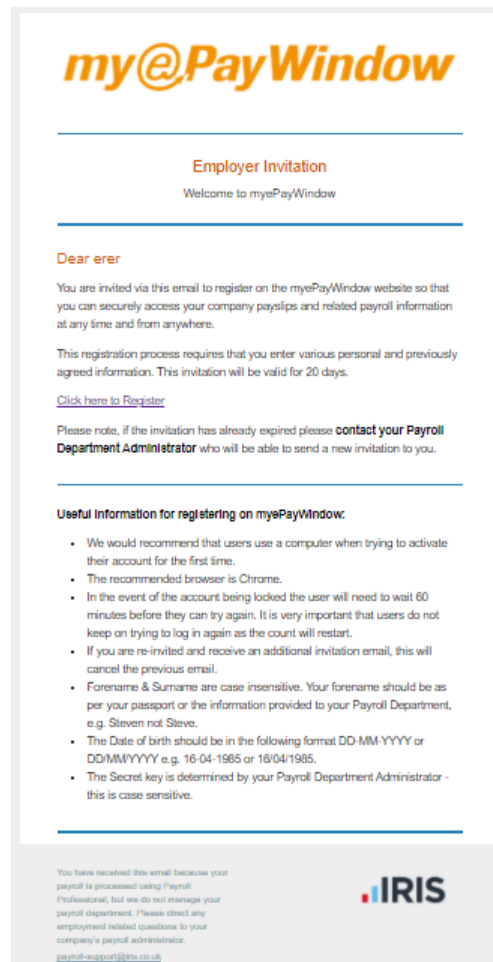 my@PayWindow
Employer Invitation
Welcome to myePayWindow
Dear erer
You are invited via this email to register on the myePayWindow website so that
you can securely access your company payslips and related payroll information
at any time and from anywhere.
This registration process requires that you enter various personal and previously
agreed information. This invitation will be valid for 20 days.
Click here to Register
Please note, if the invitation has already expired please contact your Payroll
Department Administrator who will be able to send a new invitation to you.
Useful information for registering on myePayWindow:
• We would recommend that users use a computer when trying to activate
their account for the first time.
• The recommended browser is Chrome.
• In the event of the account being locked the user will need to wait 60
minutes before they can try again. It is very important that users do not
keep on trying to log in again as the count will restart.
• If you are re-invited and receive an additional invitation email, this will
cancel the previous email.
• Forename & Surname are case insensitive. Your forename should be as
per your passport or the information provided to your Payroll Department,
e.g. Steven not Steve.
• The Date of birth should be in the following format DD-MM-YYYY or
DD/MM/YYYY e.g. 16-04-1985 or 16/04/1985.
• The Secret key is determined by your Payroll Department Administrator -
this is case sensitive.
You have received this email because your
payroll is processed using Payroll
Professional, but we do not manage your
payroll department. Please direct any
employment related questions to your
company's payroll administrator.
payroll-support@iris.co.uk
IRIS